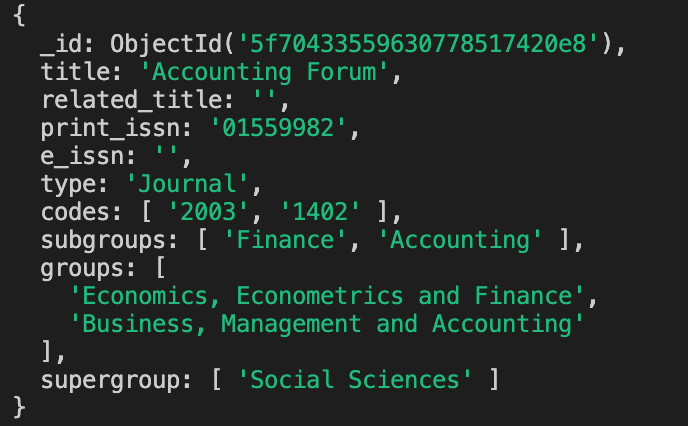 {
  _id: ObjectId('5f70433559630778517420e8'),
  title: 'Accounting Forum',
  related_title: '',
  print_issn: '01559982',
  e_issn: '',
  type: 'Journal',
  codes: [ '2003', '1402' ],
  subgroups: [ 'Finance', 'Accounting' ],
  groups: [
    'Economics, Econometrics and Finance',
    'Business, Management and Accounting'
  ],
  supergroup: [ 'Social Sciences' ]
}